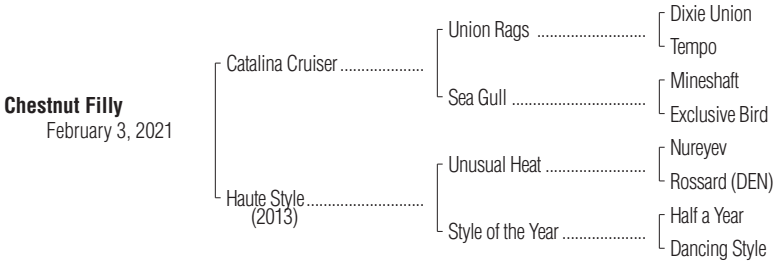 Dixie Union
Union Rags ........................
Tempo
Catalina Cruiser ...................
Mineshaft
Sea Gull ..............................
Exclusive Bird
Chestnut Filly
February 3, 2021
Nureyev
Unusual Heat ......................
Rossard (DEN)
Haute Style ..........................
(2013)
Half a Year
Style of the Year ...................
Dancing Style